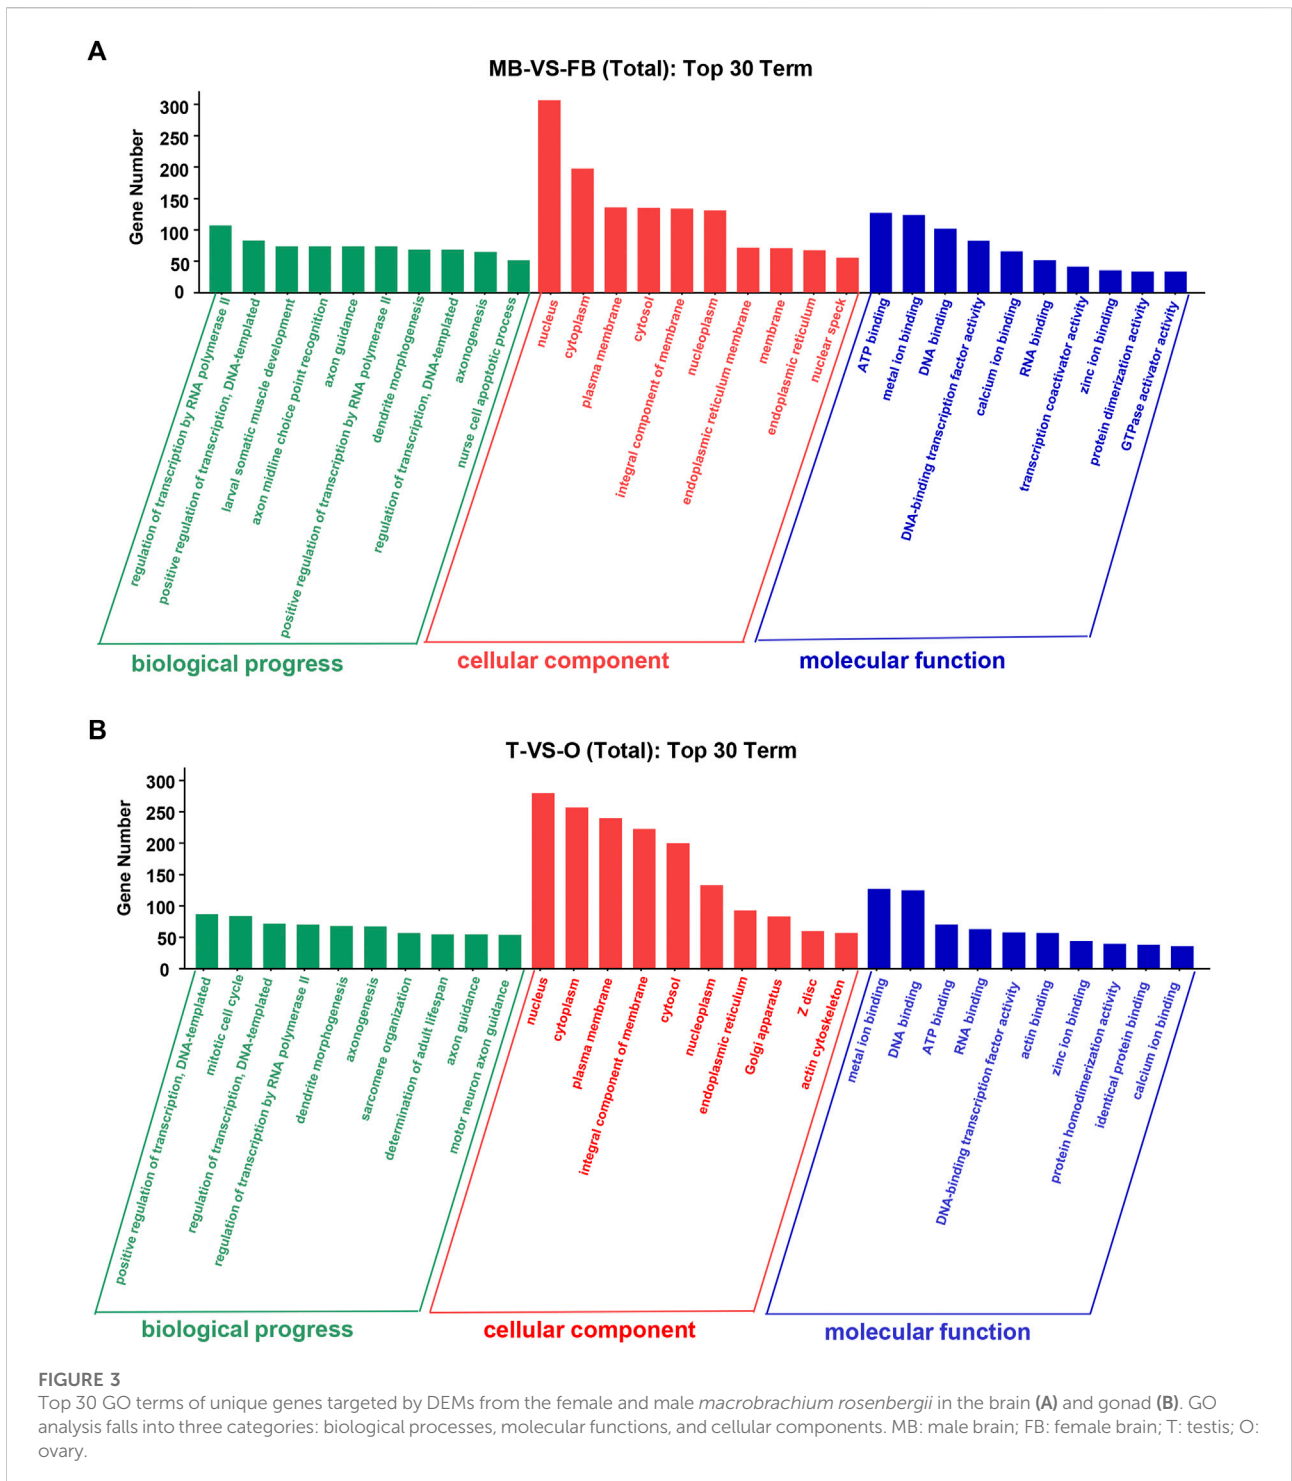 A
MB-VS-FB (Total): Top 30 Term
Gene Number
300
250
200
150
100
50
0
regulation of transcription by RNA polymerase II
positive regulation of transcription, DNA-templated
larval somatic muscle development
axon midline choice point recognition
axon guidance
positive regulation of transcription by RNA polymerase II
dendrite morphogenesis
regulation of transcription, DNA-templated
axonogenesis
nurse cell apoptotic process
nucleus
cytoplasm
plasma membrane
cytosol
integral component of membrane
nucleoplasm
endoplasmic reticulum membrane
membrane
endoplasmic reticulum
nuclear speck
ATP binding
metal ion binding
DNA binding
DNA-binding transcription factor activity
calcium ion binding
RNA binding
transcription coactivator activity
zinc ion binding
protein dimerization activity
GTPase activator activity
biological progress
cellular component
molecular function
B
T-VS-O (Total): Top 30 Term
Gene Number
300
250
200
150
100
50
0
positive regulation of transcription, DNA-templated
mitotic cell cycle
regulation of transcription, DNA-templated
regulation of transcription by RNA polymerase II
dendrite morphogenesis
axonogenesis
sarcomere organization
determination of adult lifespan
axon guidance
motor neuron axon guidance
nucleus
cytoplasm
plasma membrane
integral component of membrane
cytosol
nucleoplasm
endoplasmic reticulum
Golgi apparatus
Z disc
actin cytoskeleton
metal ion binding
DNA binding
ATP binding
RNA binding
DNA-binding transcription factor activity
actin binding
zinc ion binding
protein homodimerization activity
identical protein binding
calcium ion binding
biological progress
cellular component
molecular function
FIGURE 3
Top 30 GO terms of unique genes targeted by DEMs from the female and male macrobrachium rosenbergii in the brain (A) and gonad (B). GO
analysis falls into three categories: biological processes, molecular functions, and cellular components. MB: male brain; FB: female brain; T: testis; O:
ovary.